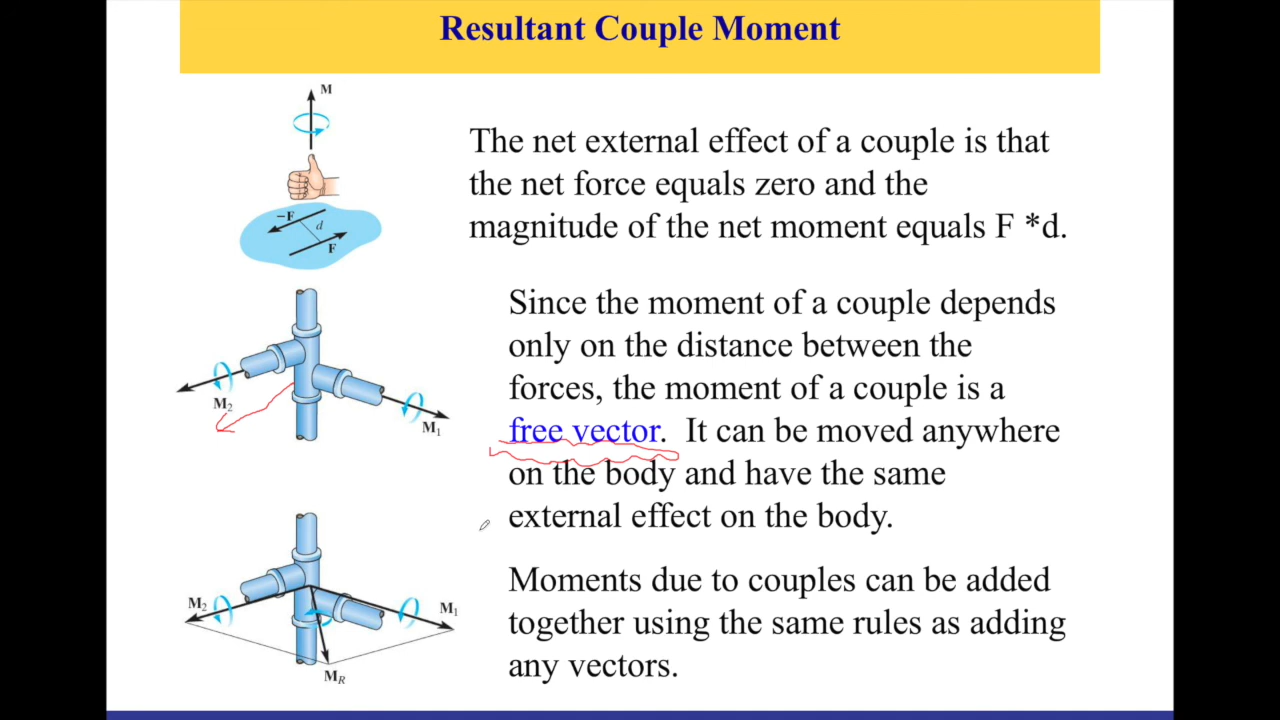 Resultant Couple Moment
M
The net external effect of a couple is that
the net force equals zero and the
magnitude of the net moment equals F *d.
−F
d
F
Since the moment of a couple depends
only on the distance between the
forces, the moment of a couple is a
free vector. It can be moved anywhere
on the body and have the same
external effect on the body.
M2
M1
Moments due to couples can be added
together using the same rules as adding
any vectors.
M2
M1
MR